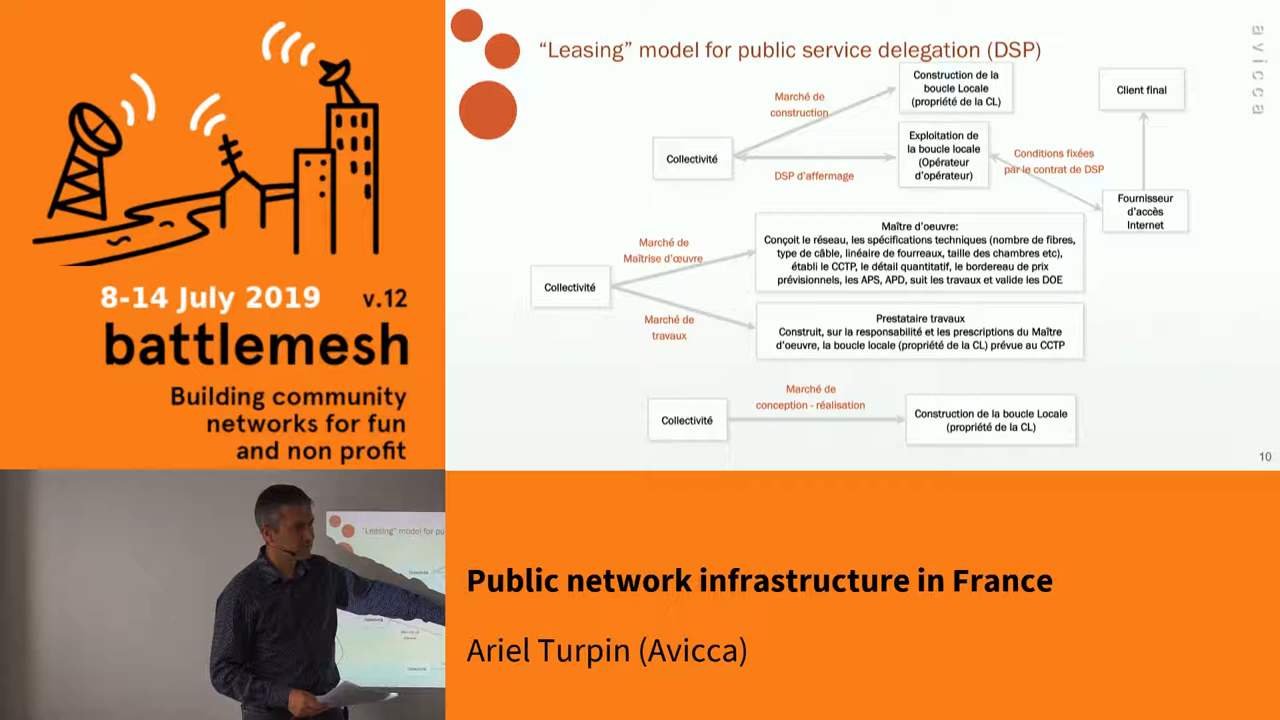 8-14 July 2019 v.12
battlemesh
Building community
networks for fun
and non profit
“Leasing” model for public service delegation (DSP)
avicca
Marché de
construction
Construction de la
boucle Locale
(propriété de la CL)
Client final
Collectivité
DSP d'affermage
Exploitation de
la boucle locale
(Opérateur
d'opérateur)
Conditions fixées
par le contrat de DSP
Fournisseur
d'accès
Internet
Marché de
Maîtrise d'œuvre
Maître d'oeuvre:
Conçoit le réseau, les spécifications techniques (nombre de fibres,
type de câble, linéaire de fourreaux, taille des chambres etc),
établi le CCTP, le détail quantitatif, le bordereau de prix
prévisionnels, les APS, APD, suit les travaux et valide les DOE
Collectivité
Marché de
travaux
Prestataire travaux
Construit, sur la responsabilité et les prescriptions du Maître
d'oeuvre, la boucle locale (propriété de la CL) prévue au CCTP
Marché de
conception - réalisation
Collectivité
Construction de la boucle Locale
(propriété de la CL)
10
“Leasing” model for pu
Public network infrastructure in France
Ariel Turpin (Avicca)